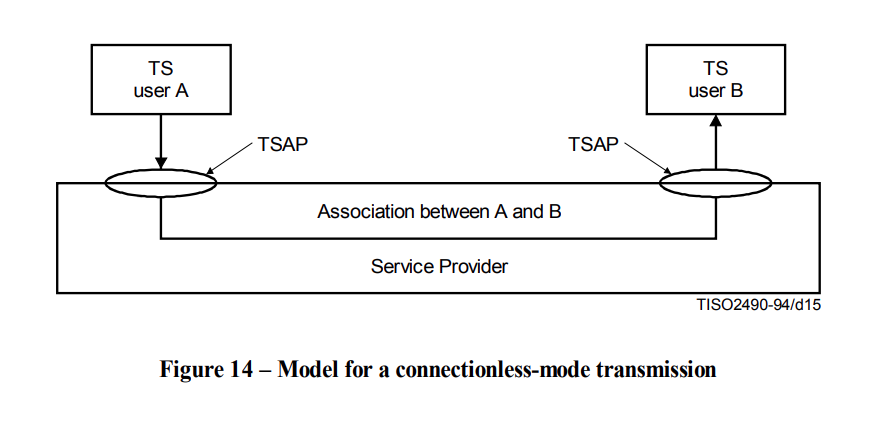 TS
user A
TS
user B
TSAP
TSAP
Association between A and B
Service Provider
TISO2490-94/d15
Figure 14 – Model for a connectionless-mode transmission